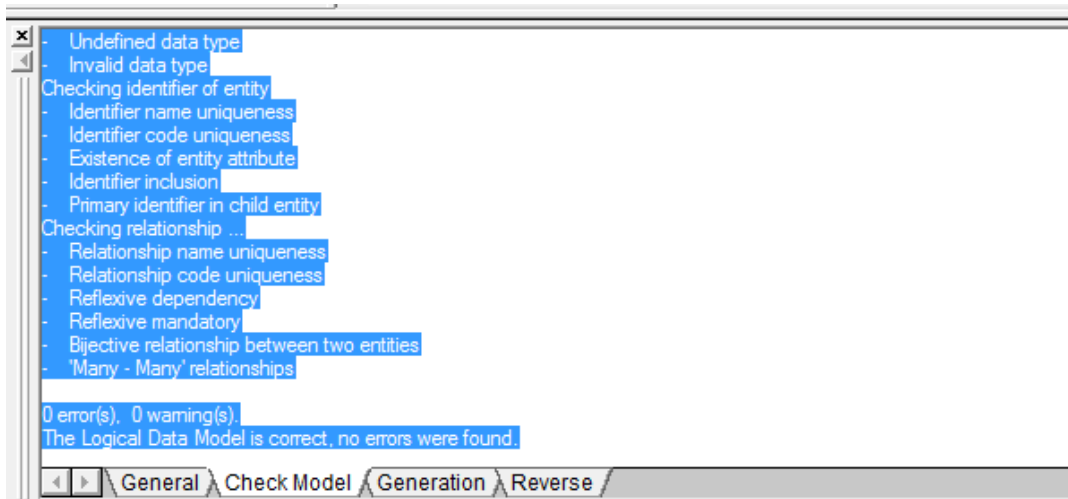 - Undefined data type
- Invalid data type
Checking identifier of entity
- Identifier name uniqueness
- Identifier code uniqueness
- Existence of entity attribute
- Identifier inclusion
- Primary identifier in child entity
Checking relationship ...
- Relationship name uniqueness
- Relationship code uniqueness
- Reflexive dependency
- Reflexive mandatory
- Bijective relationship between two entities
- 'Many - Many' relationships
0 error(s), 0 warning(s).
The Logical Data Model is correct, no errors were found.
General Check Model Generation Reverse